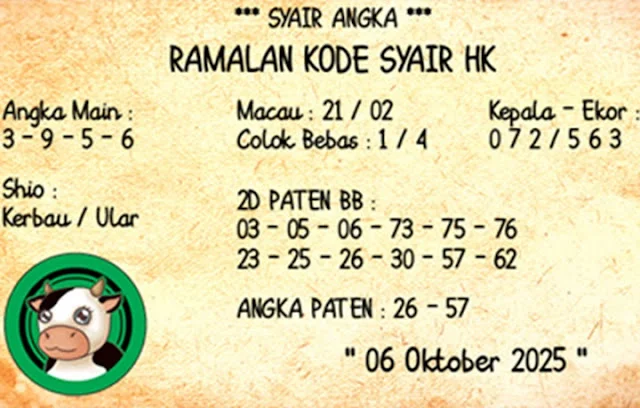 *** SYAIR ANGKA ***
RAMALAN KODE SYAIR HK
Angka Main :
3 - 9 - 5 - 6
Macau : 21 / 02
Colok Bebas : 1 / 4
Kepala - Ekor :
0 7 2 / 5 6 3
Shio :
Kerbau / Ular
2D PATEN BB :
03 - 05 - 06 - 73 - 75 - 76
23 - 25 - 26 - 30 - 57 - 62
ANGKA PATEN : 26 - 57
" 06 Oktober 2025 "